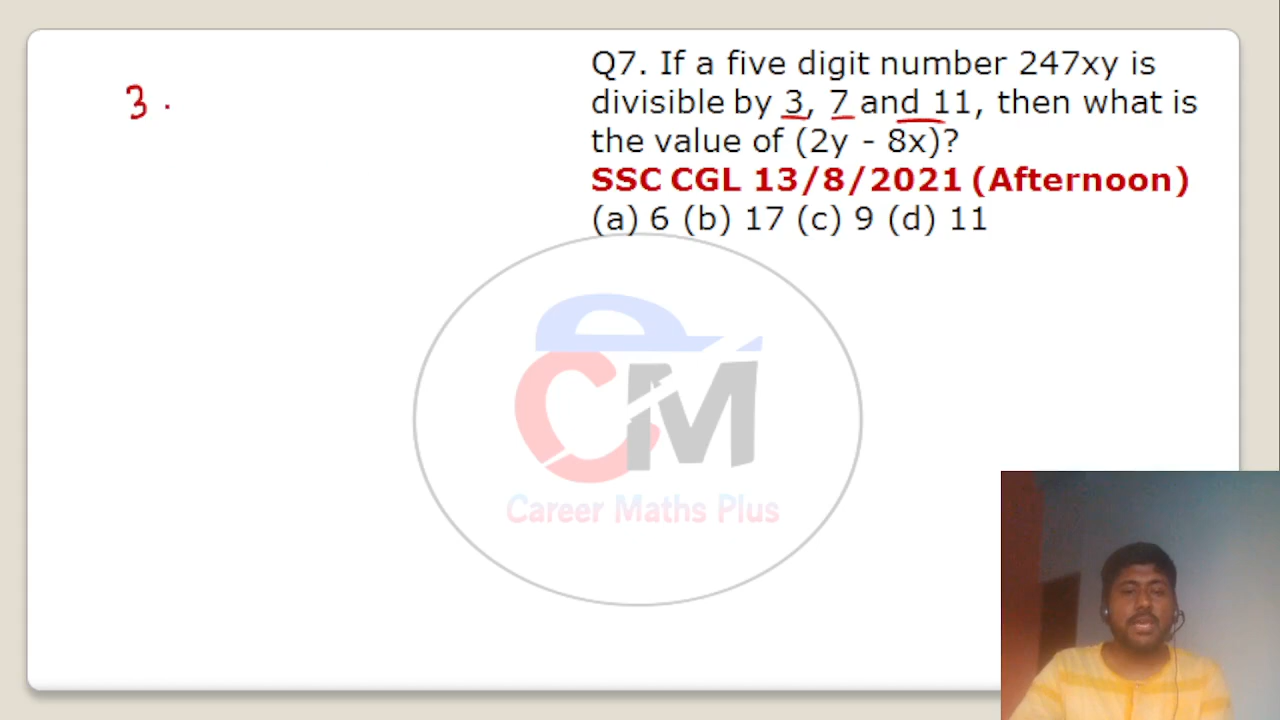 3 .
Q7. If a five digit number 247xy is
divisible by 3, 7 and 11, then what is
the value of (2y - 8x)?
SSC CGL 13/8/2021 (Afternoon)
(a) 6 (b) 17 (c) 9 (d) 11
e
CM
Career Maths Plus